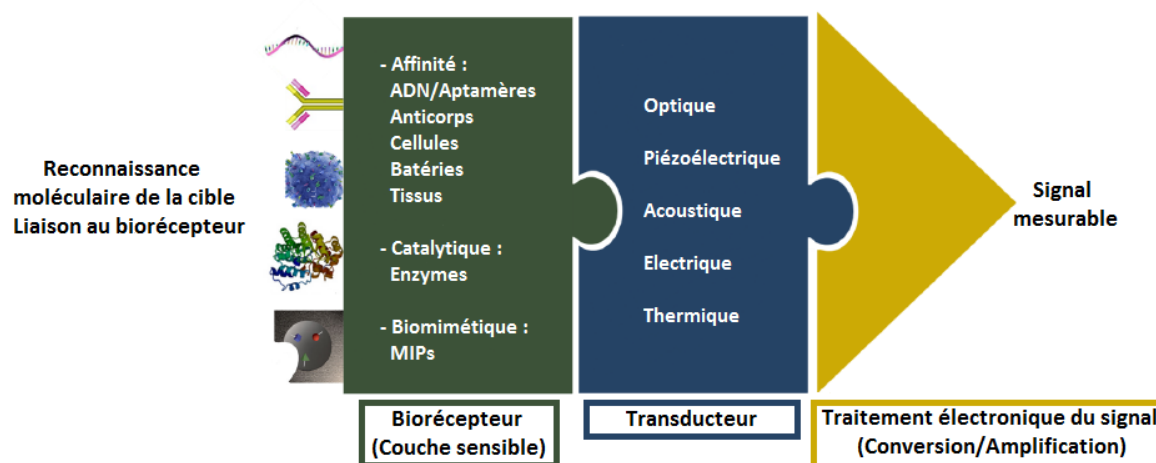 Reconnaissance
moléculaire de la cible
Liaison au biorécepteur
- Affinité :
ADN/Aptamères
Anticorps
Cellules
Batéries
Tissus
- Catalytique :
Enzymes
- Biomimétique :
MIPs
Optique
Piézoélectrique
Acoustique
Electrique
Thermique
Signal
mesurable
Biorécepteur
(Couche sensible)
Transducteur
Traitement électronique du signal
(Conversion/Amplification)